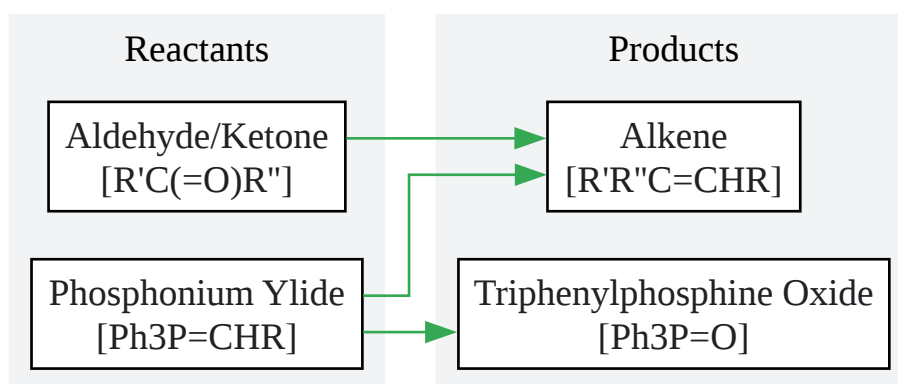 Reactants
Products
Aldehyde/Ketone
[R'C(=O)R"]
Alkene
[R'R"C=CHR]
Phosphonium Ylide
[Ph3P=CHR]
Triphenylphosphine Oxide
[Ph3P=O]